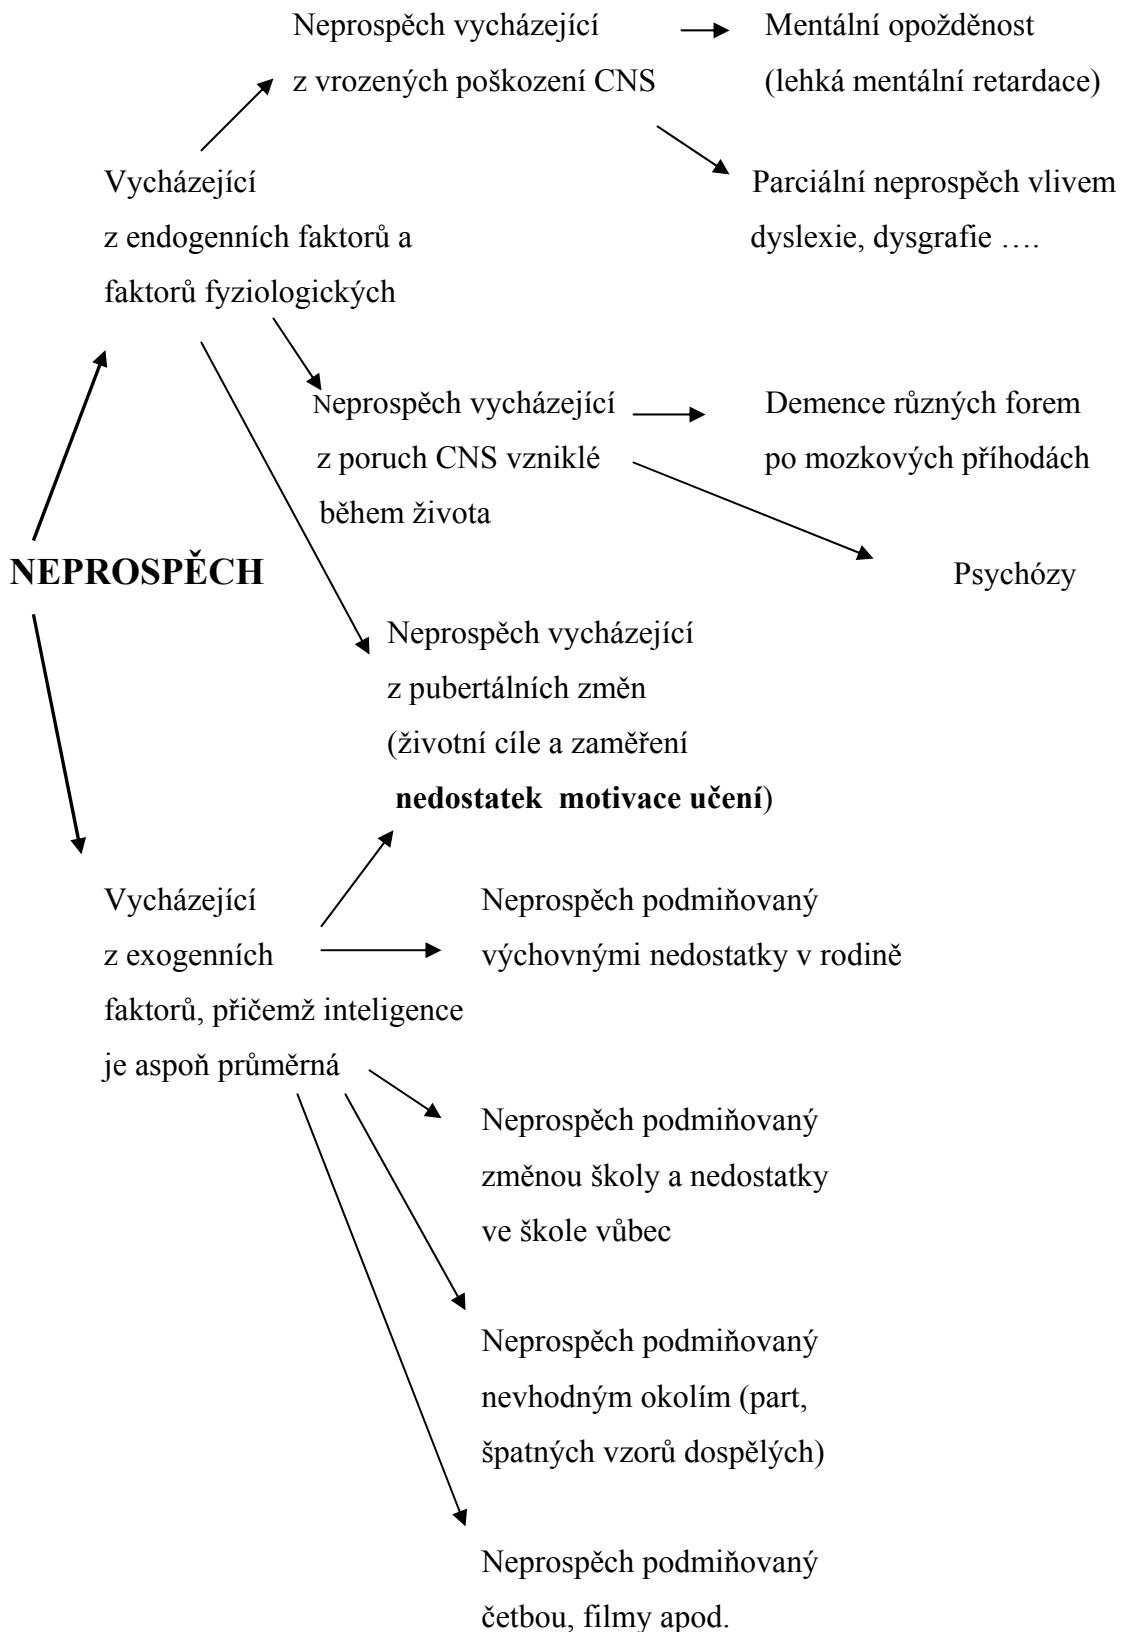 Neprospěch vycházející
z vrozených poškození CNS
Mentální opožděnost
(lehká mentální retardace)
Vycházející
z endogenních faktorů a
faktorů fyziologických
Parciální neprospěch vlivem
dyslexie, dysgrafie ….
Neprospěch vycházející
z poruch CNS vzniklé
během života
Demence různých forem
po mozkových příhodách
NEPROSPĚCH
Psychózy
Neprospěch vycházející
z pubertálních změn
(životní cíle a zaměření
nedostatek motivace učení)
Vycházející
z exogenních
faktorů, přičemž inteligence
je aspoň průměrná
Neprospěch podmiňovaný
výchovnými nedostatky v rodině
Neprospěch podmiňovaný
změnou školy a nedostatky
ve škole vůbec
Neprospěch podmiňovaný
nevhodným okolím (part,
špatných vzorů dospělých)
Neprospěch podmiňovaný
četbou, filmy apod.